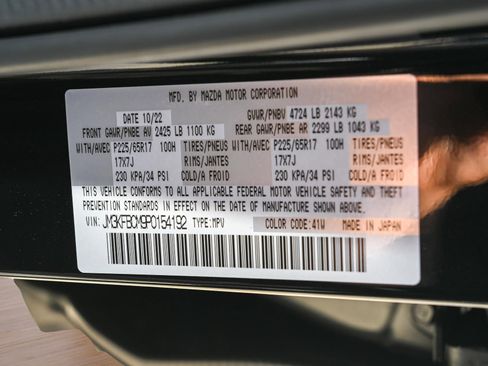 MFD. BY MAZDA MOTOR CORPORATION
DATE 10/22 GVWR/PNBV 4724 LB 2143 KG
FRONT GAWR/PNBE AV 2425 LB 1100 KG REAR GAWR/PNBE AR 2299 LB 1043 KG
WITH/AVEC P225/65R17 100H TIRES/PNEUS WITH/AVEC P225/65R17 100H TIRES/PNEUS
17X7J RIMS/JANTES 17X7J RIMS/JANTES
230 KPA/34 PSI COLD/A FROID 230 KPA/34 PSI COLD/A FROID
THIS VEHICLE CONFORMS TO ALL APPLICABLE FEDERAL MOTOR VEHICLE SAFETY AND THEFT
PREVENTION STANDARDS IN EFFECT ON THE DATE OF MANUFACTURE SHOWN ABOVE.
VIN: JM3KFBCM9P0154192 TYPE:MPV COLOR CODE:41W MADE IN JAPAN